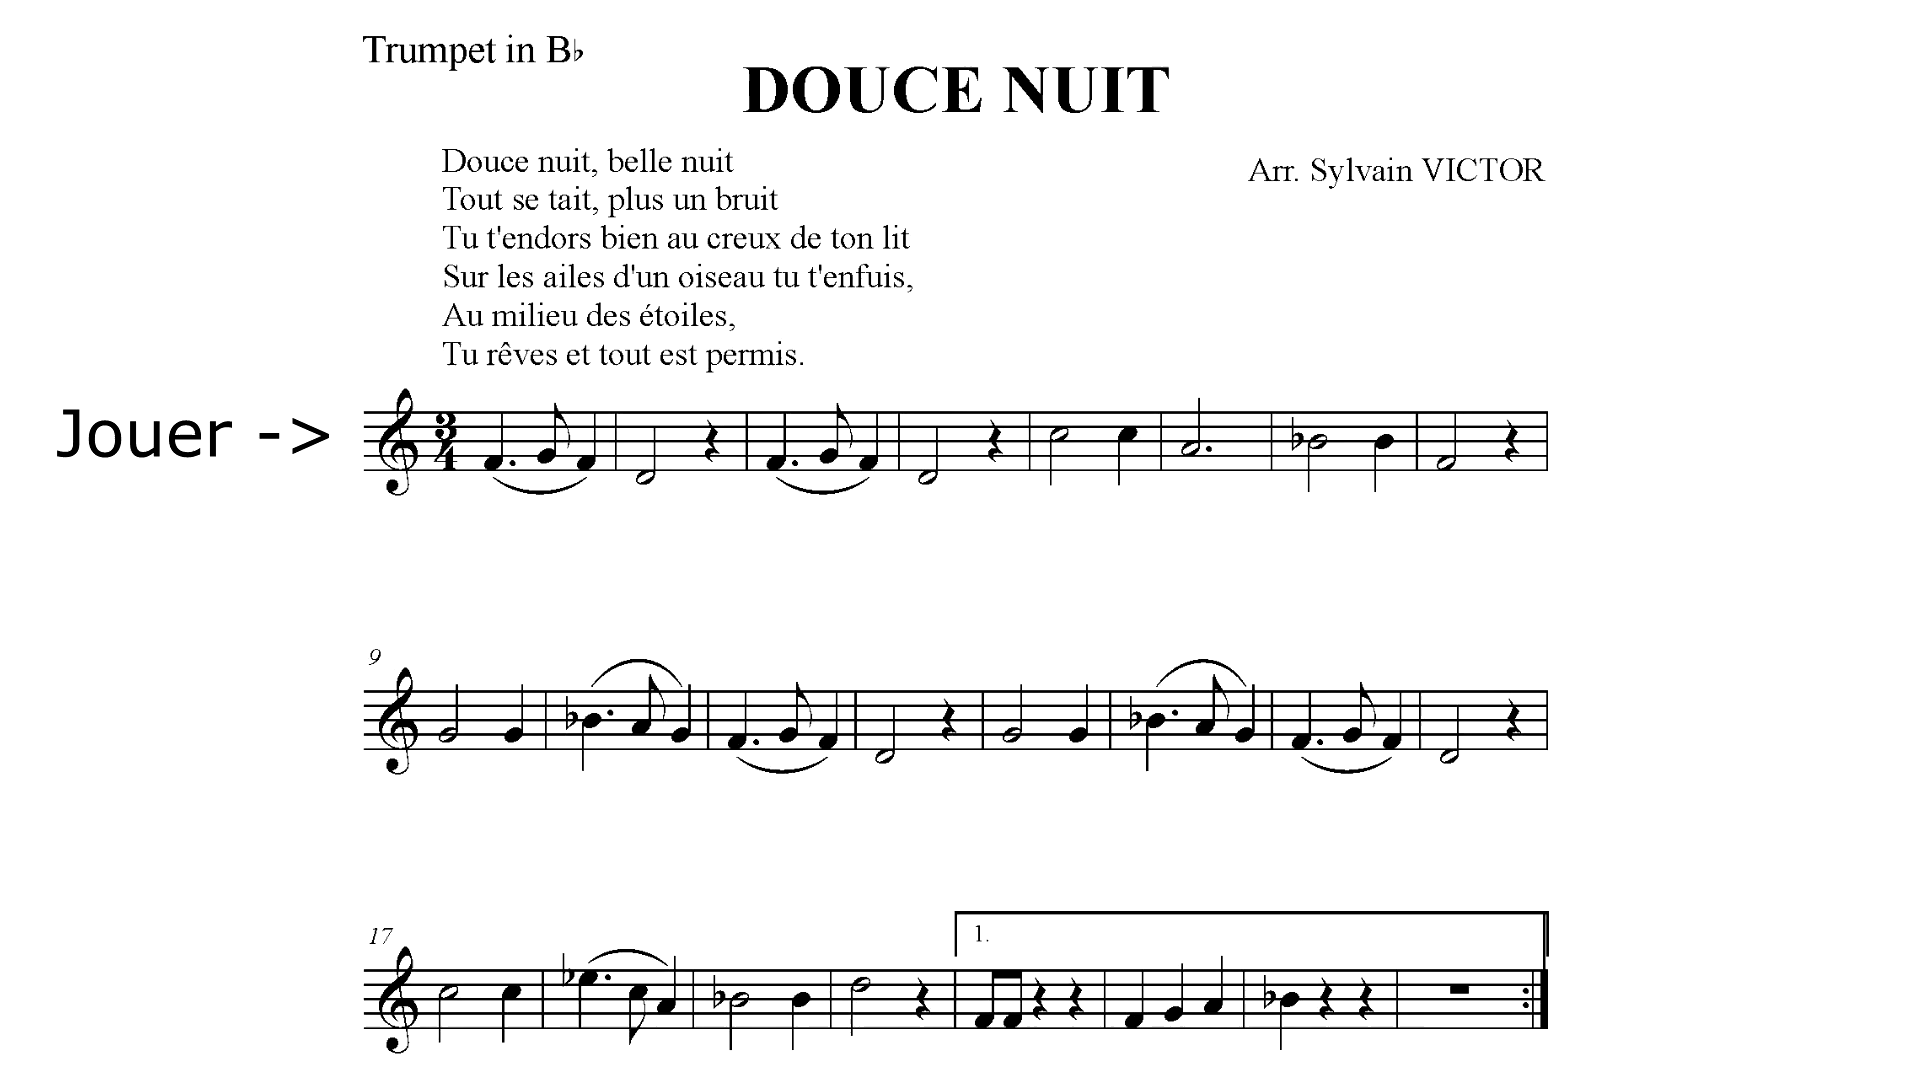 Trumpet in B♭
DOUCE NUIT
Douce nuit, belle nuit
Tout se tait, plus un bruit
Tu t'endors bien au creux de ton lit
Sur les ailes d'un oiseau tu t'enfuis,
Au milieu des étoiles,
Tu rêves et tout est permis.
Arr. Sylvain VICTOR
Jouer ->
3
4
9
17
1.